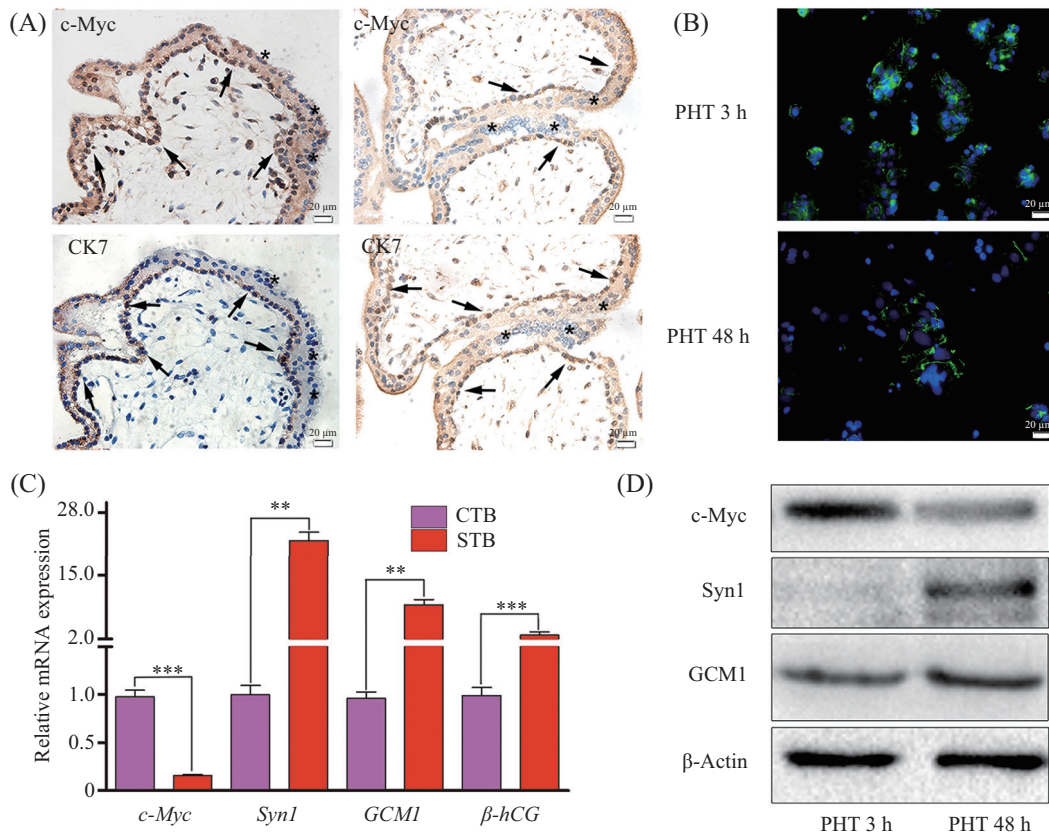 (A)
c-Myc
c-Myc
* * *
* * *
20 μm
20 μm
CK7
CK7
* * *
* * *
20 μm
20 μm
(B)
PHT 3 h
20 μm
PHT 48 h
20 μm
(C)
Relative mRNA expression
28.0
15.0
2.0
1.0
0.5
0
CTB
STB
***
**
**
***
c-Myc Syn1 GCM1 β-hCG
(D)
c-Myc
Syn1
GCM1
β-Actin
PHT 3 h PHT 48 h